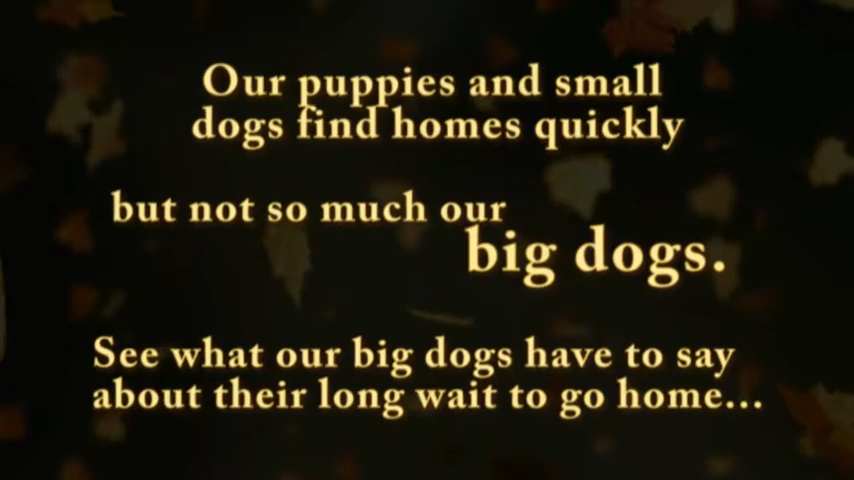 Our puppies and small
dogs find homes quickly
but not so much our
big dogs.
See what our big dogs have to say
about their long wait to go home...